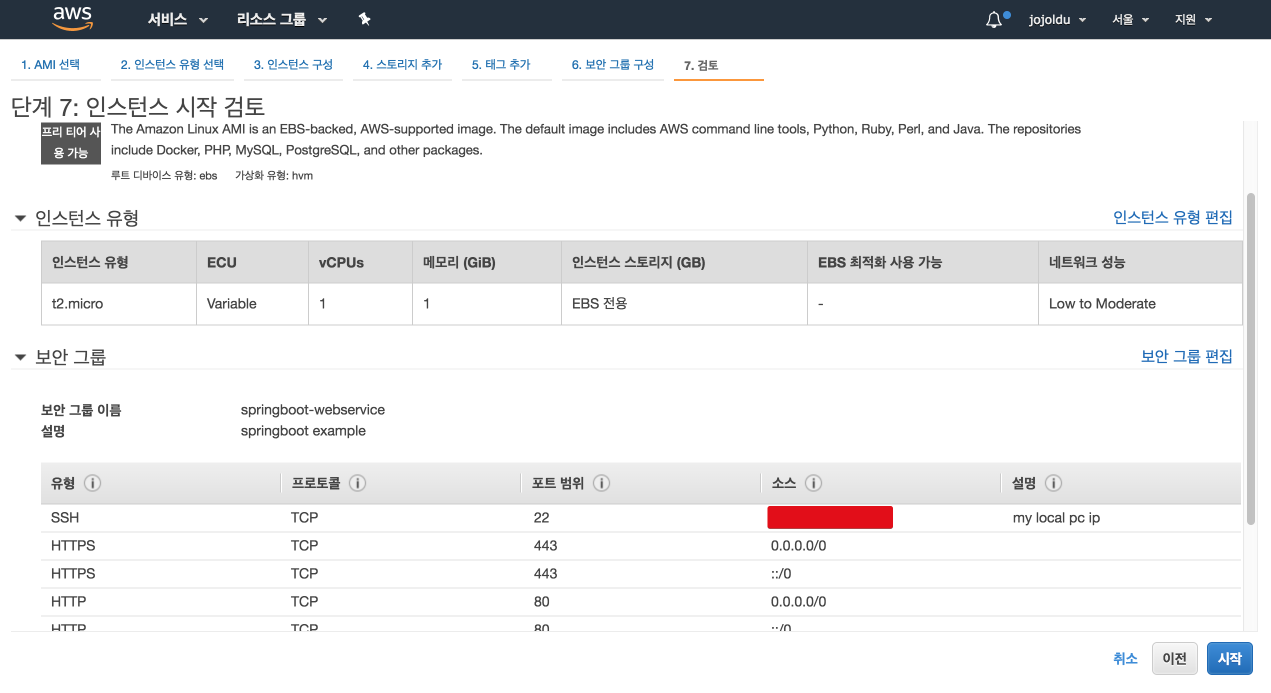 aws 서비스 리소스 그룹 jojoldu 서울 지원
1. AMI 선택 2. 인스턴스 유형 선택 3. 인스턴스 구성 4. 스토리지 추가 5. 태그 추가 6. 보안 그룹 구성 7. 검토
단계 7: 인스턴스 시작 검토
프리 티어 사
용 가능
The Amazon Linux AMI is an EBS-backed, AWS-supported image. The default image includes AWS command line tools, Python, Ruby, Perl, and Java. The repositories
include Docker, PHP, MySQL, PostgreSQL, and other packages.
루트 디바이스 유형: ebs 가상화 유형: hvm
인스턴스 유형 인스턴스 유형 편집
인스턴스 유형 ECU vCPUs 메모리 (GiB) 인스턴스 스토리지 (GB) EBS 최적화 사용 가능 네트워크 성능
t2.micro Variable 1 1 EBS 전용 - Low to Moderate
보안 그룹 보안 그룹 편집
보안 그룹 이름 springboot-webservice
설명 springboot example
유형 프로토콜 포트 범위 소스 설명
SSH TCP 22 my local pc ip
HTTPS TCP 443 0.0.0.0/0
HTTPS TCP 443 ::/0
HTTP TCP 80 0.0.0.0/0
HTTP TCP 80 ::/0
취소 이전 시작